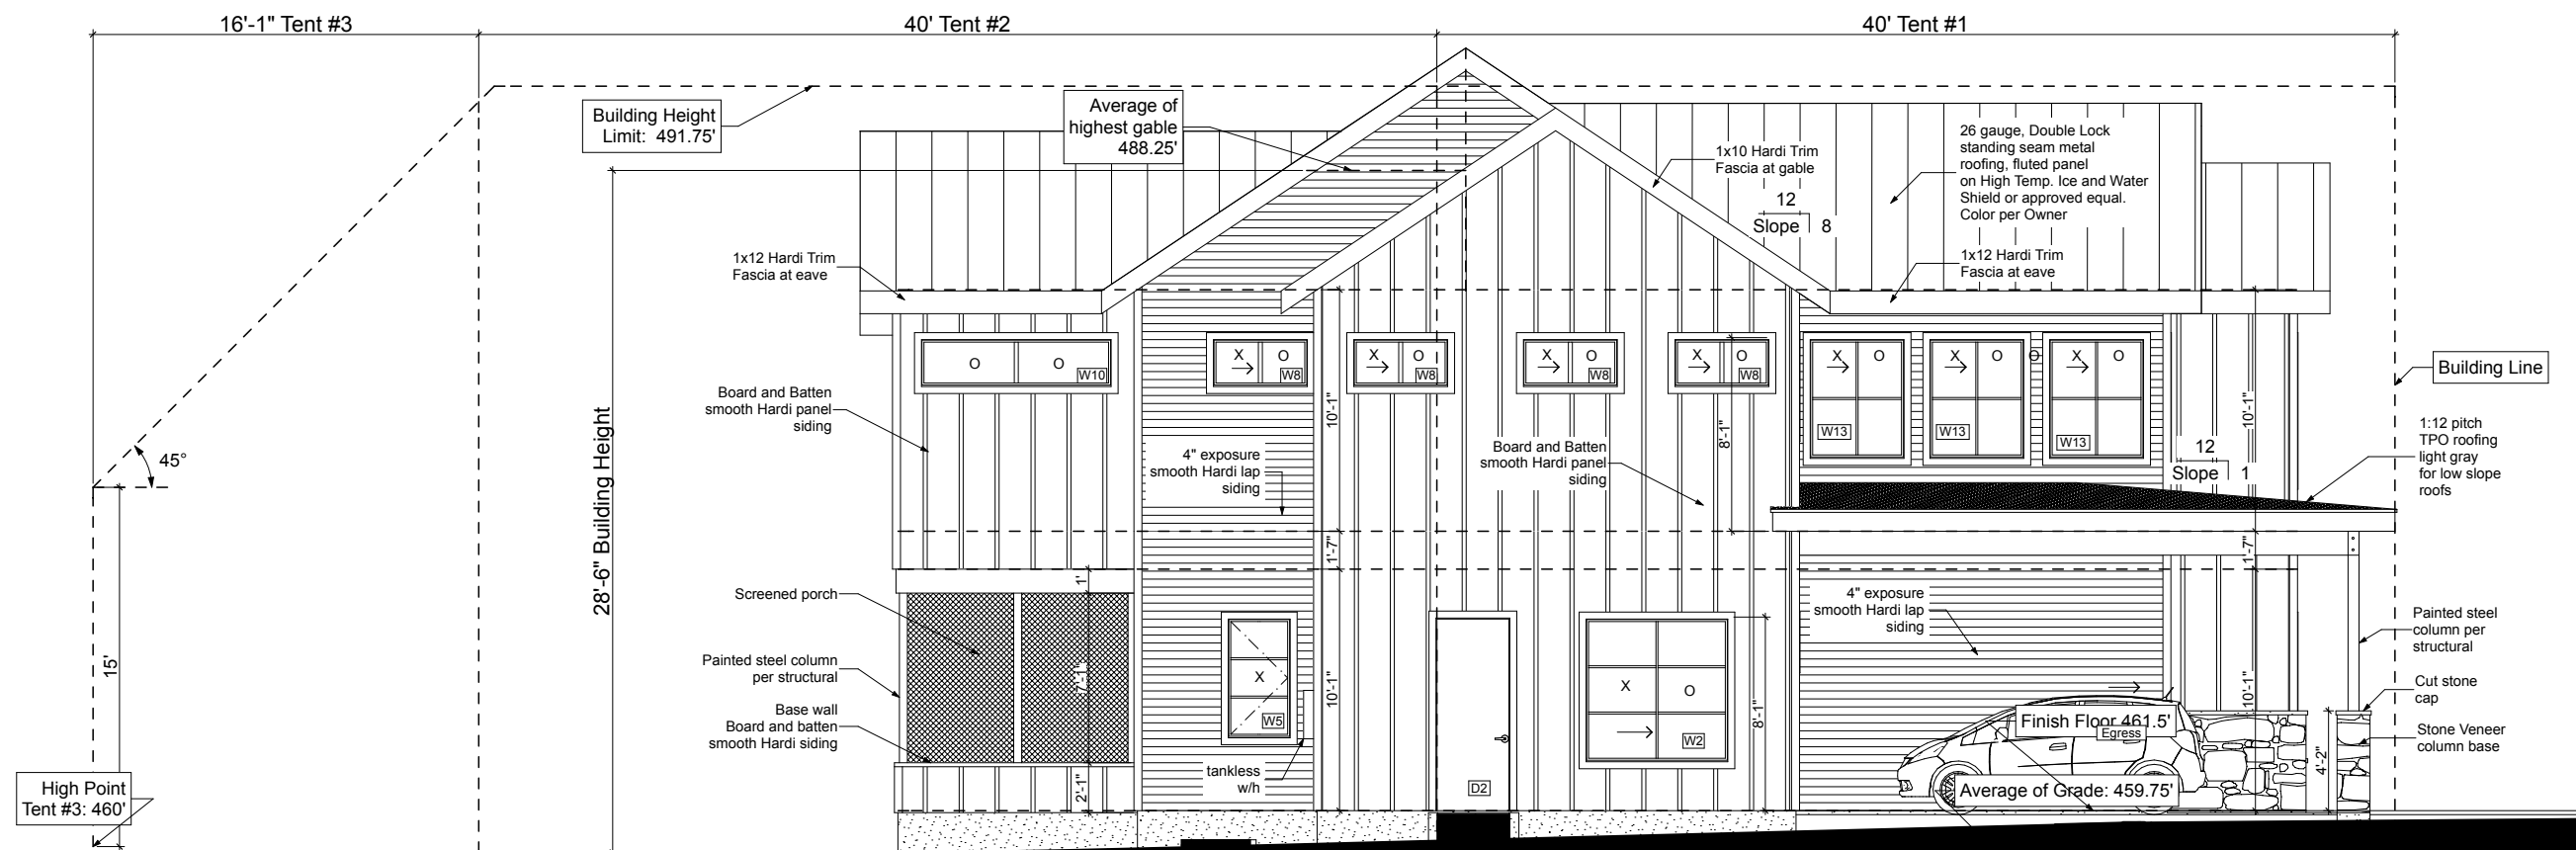 16'-1" Tent #3
40' Tent #2
40' Tent #1
Building Height
Limit: 491.75'
Average of
highest gable
488.25'
1x10 Hardi Trim
Fascia at gable
12
Slope
8
26 gauge, Double Lock
standing seam metal
roofing, fluted panel
on High Temp. Ice and Water
Shield or approved equal.
Color per Owner
1x12 Hardi Trim
Fascia at eave
1x12 Hardi Trim
Fascia at eave
Building Line
O
O
W10
X
O
W8
X
O
W8
X
O
W8
X
O
W8
X
O
W13
X
O
O
W13
X
O
W13
Board and Batten
smooth Hardi panel
siding
10'-1"
8'-1"
10'-1"
28'-6" Building Height
45°
4" exposure
smooth Hardi lap
siding
Board and Batten
smooth Hardi panel
siding
12
Slope
1
1:12 pitch
TPO roofing
light gray
for low slope
roofs
1'-7"
1'-7"
1'
Screened porch
4" exposure
smooth Hardi lap
siding
Painted steel
column per
structural
15'
Painted steel column
per structural
7'-1"
10'-1"
X
W5
X
O
W2
8'-1"
10'-1"
Cut stone
cap
Base wall
Board and batten
smooth Hardi siding
Finish Floor 461.5'
Egress
Stone Veneer
column base
4'-2"
2'-1"
tankless
w/h
D2
Average of Grade: 459.75'
High Point
Tent #3: 460'